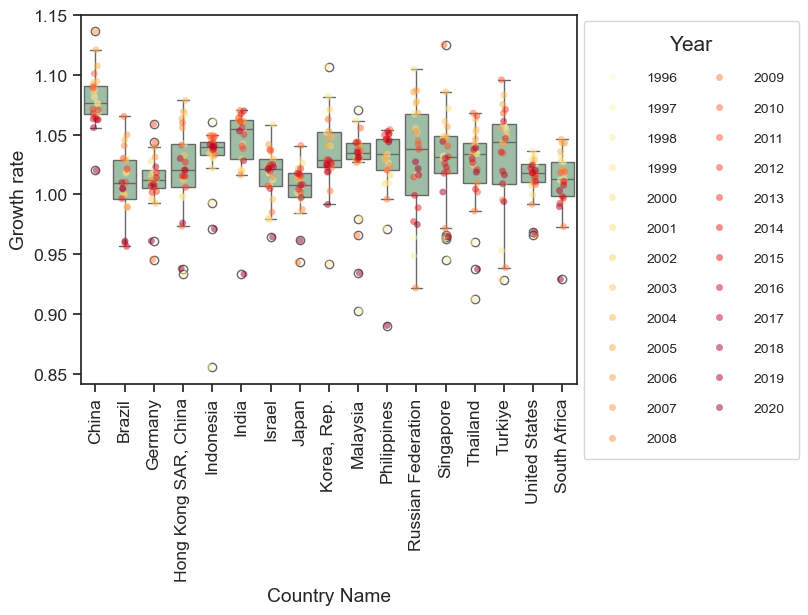 1.15
1.10
1.05
1.00
0.95
0.90
0.85
Growth rate
China
Brazil
Germany
Hong Kong SAR, China
Indonesia
India
Israel
Japan
Korea, Rep.
Malaysia
Philippines
Russian Federation
Singapore
Thailand
Turkiye
United States
South Africa
Country Name
Year
1996
1997
1998
1999
2000
2001
2002
2003
2004
2005
2006
2007
2008
2009
2010
2011
2012
2013
2014
2015
2016
2017
2018
2019
2020